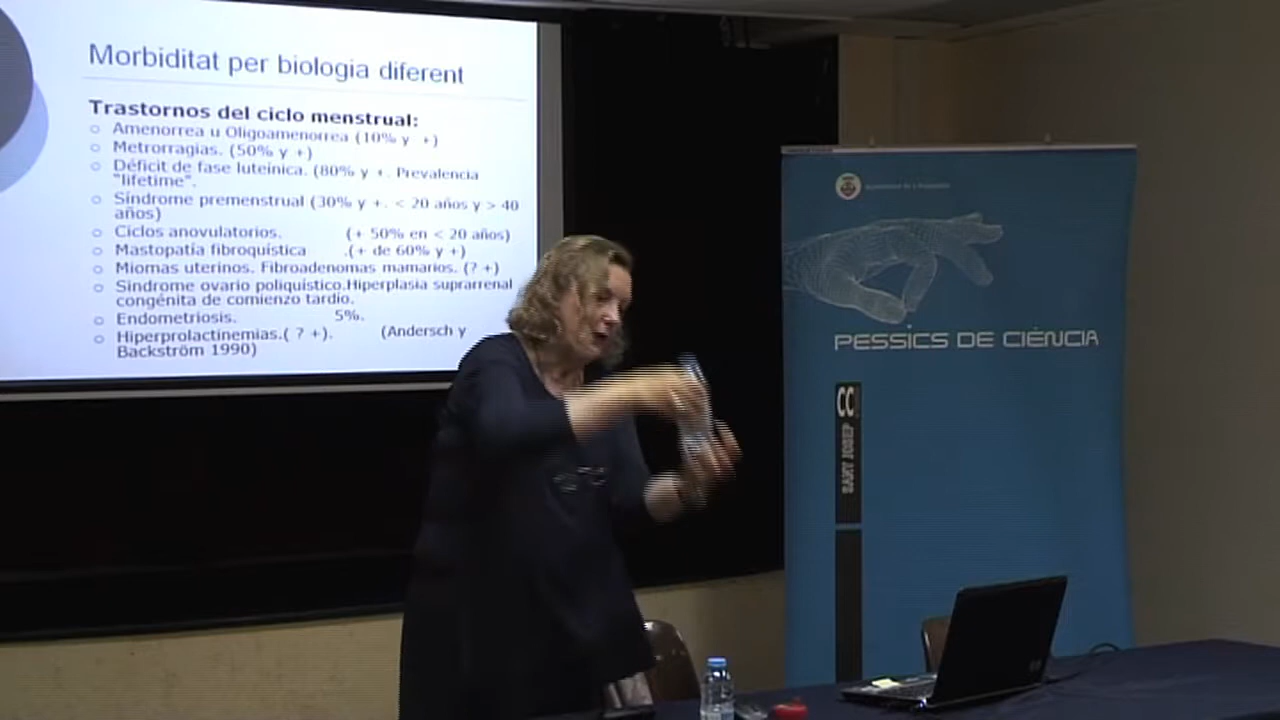 Morbiditat per biologia diferent
Trastornos del ciclo menstrual:
Amenorrea u Oligoamenorrea (10% y +)
Metrorragias. (50% y +)
Déficit de fase luteínica. (80% y +. Prevalencia
"lifetime".
Síndrome premenstrual (30% y +. < 20 años y > 40
años)
Ciclos anovulatorios. (+ 50% en < 20 años)
Mastopatía fibroquística .(+ de 60% y +)
Miomas uterinos. Fibroadenomas mamarios. (? +)
Síndrome ovario poliquístico.Hiperplasia suprarrenal
congénita de comienzo tardio.
Endometriosis. 5%.
Hiperprolactinemias.( ? +). (Andersch y
Backström 1990)
PESSICS DE CIÈNCIA
CC
SANT JOSEP